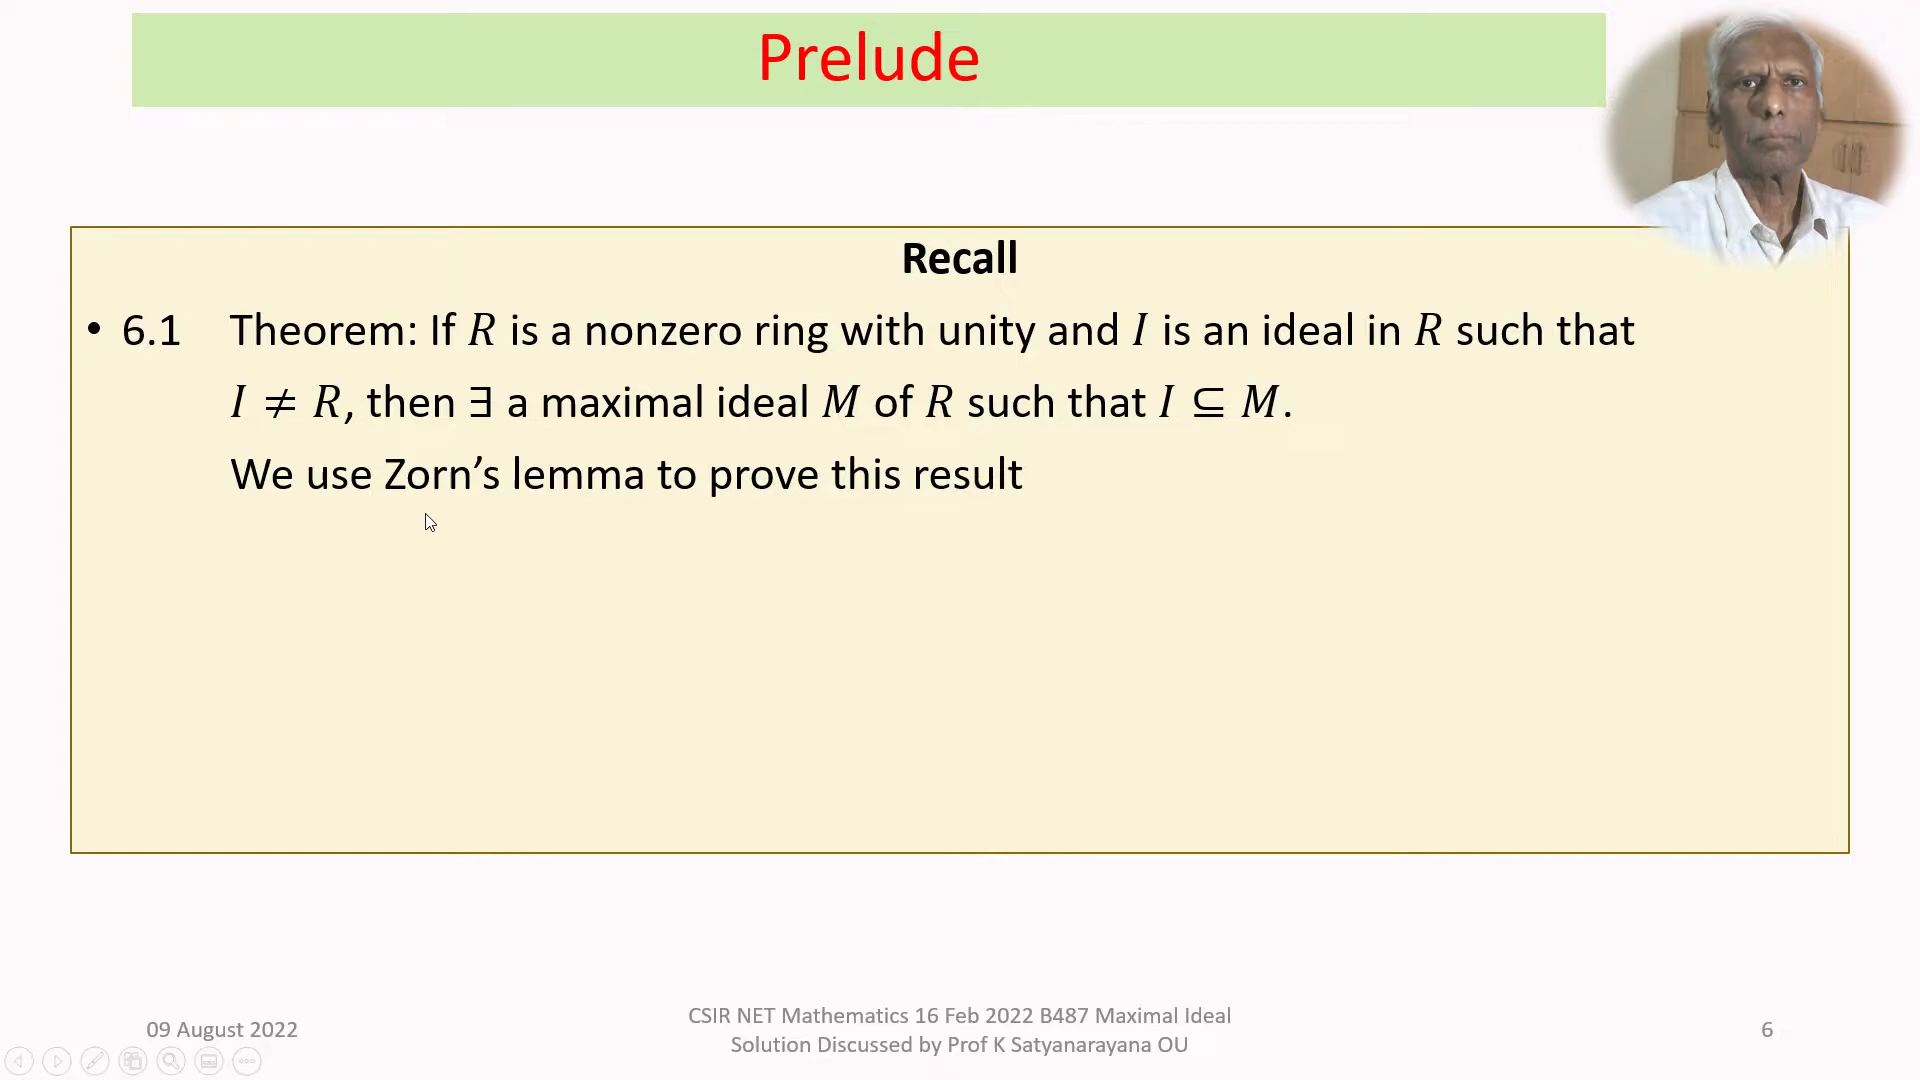 Prelude
Recall
• 6.1 Theorem: If R is a nonzero ring with unity and I is an ideal in R such that
I ≠ R, then ∃ a maximal ideal M of R such that I ⊆ M.
We use Zorn’s lemma to prove this result
09 August 2022
CSIR NET Mathematics 16 Feb 2022 B487 Maximal Ideal
Solution Discussed by Prof K Satyanarayana OU
6